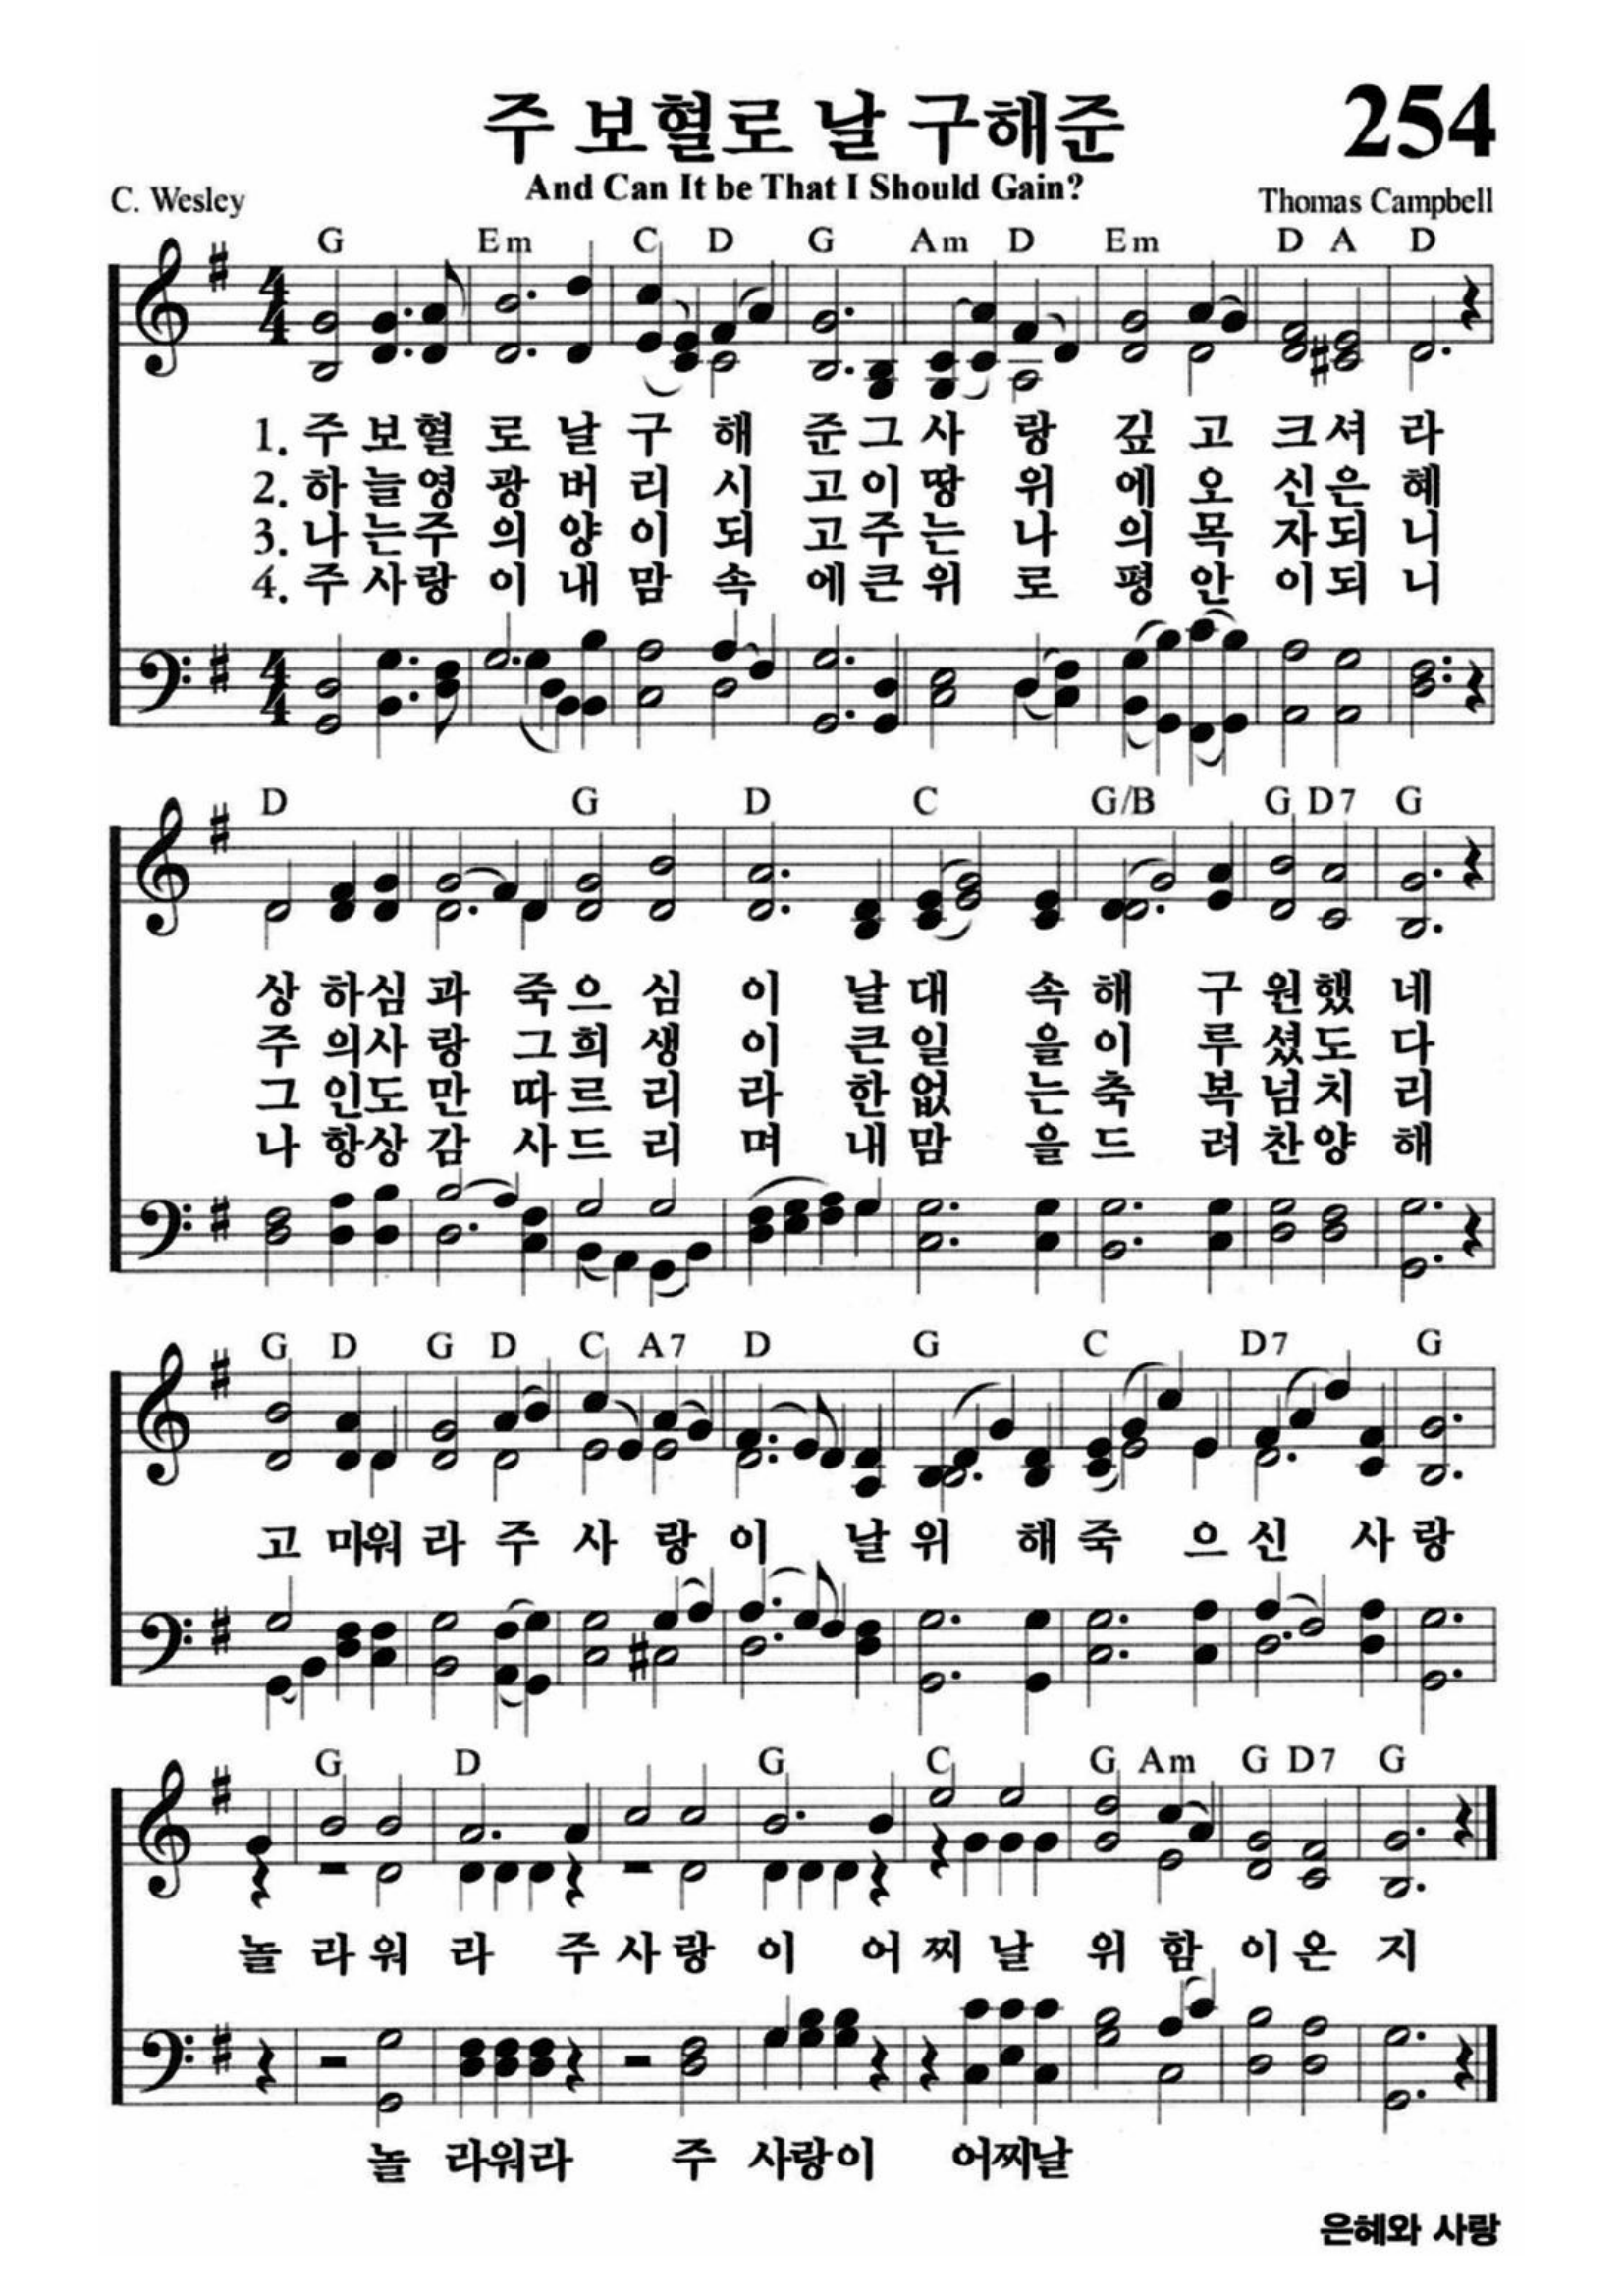 주 보혈로 날 구해준 254
And Can It be That I Should Gain?
C. Wesley Thomas Campbell
G Em C D G Am D Em D A D
1. 주 보혈 로 날 구 해 준그 사 랑 깊 고 크셔 라
2. 하 늘영 광 버 리 시 고이 땅 위 에 오 신은 혜
3. 나 는주 의 양 이 되 고주 는 나 의 목 자되 니
4. 주 사랑 이 내 맘 속 에큰 위 로 평 안 이되 니
D G D C G/B G D7 G
상 하심 과 죽으 심 이 날 대 속 해 구 원했 네
주 의사 랑 그희 생 이 큰 일 을 이 루 셨도 다
그 인도 만 따르 리 라 한 없 는 축 복 넘치 리
나 항상 감 사드 리 며 내 맘 을 드 려 찬양 해
G D G D C A7 D G C D7 G
고 마워 라 주 사 랑 이 날 위 해 죽 으 신 사 랑
G D G C G Am G D7 G
놀 라 워 라 주 사 랑 이 어 찌 날 위 함 이 온 지
놀 라워라 주 사랑이 어찌날
은혜와 사랑